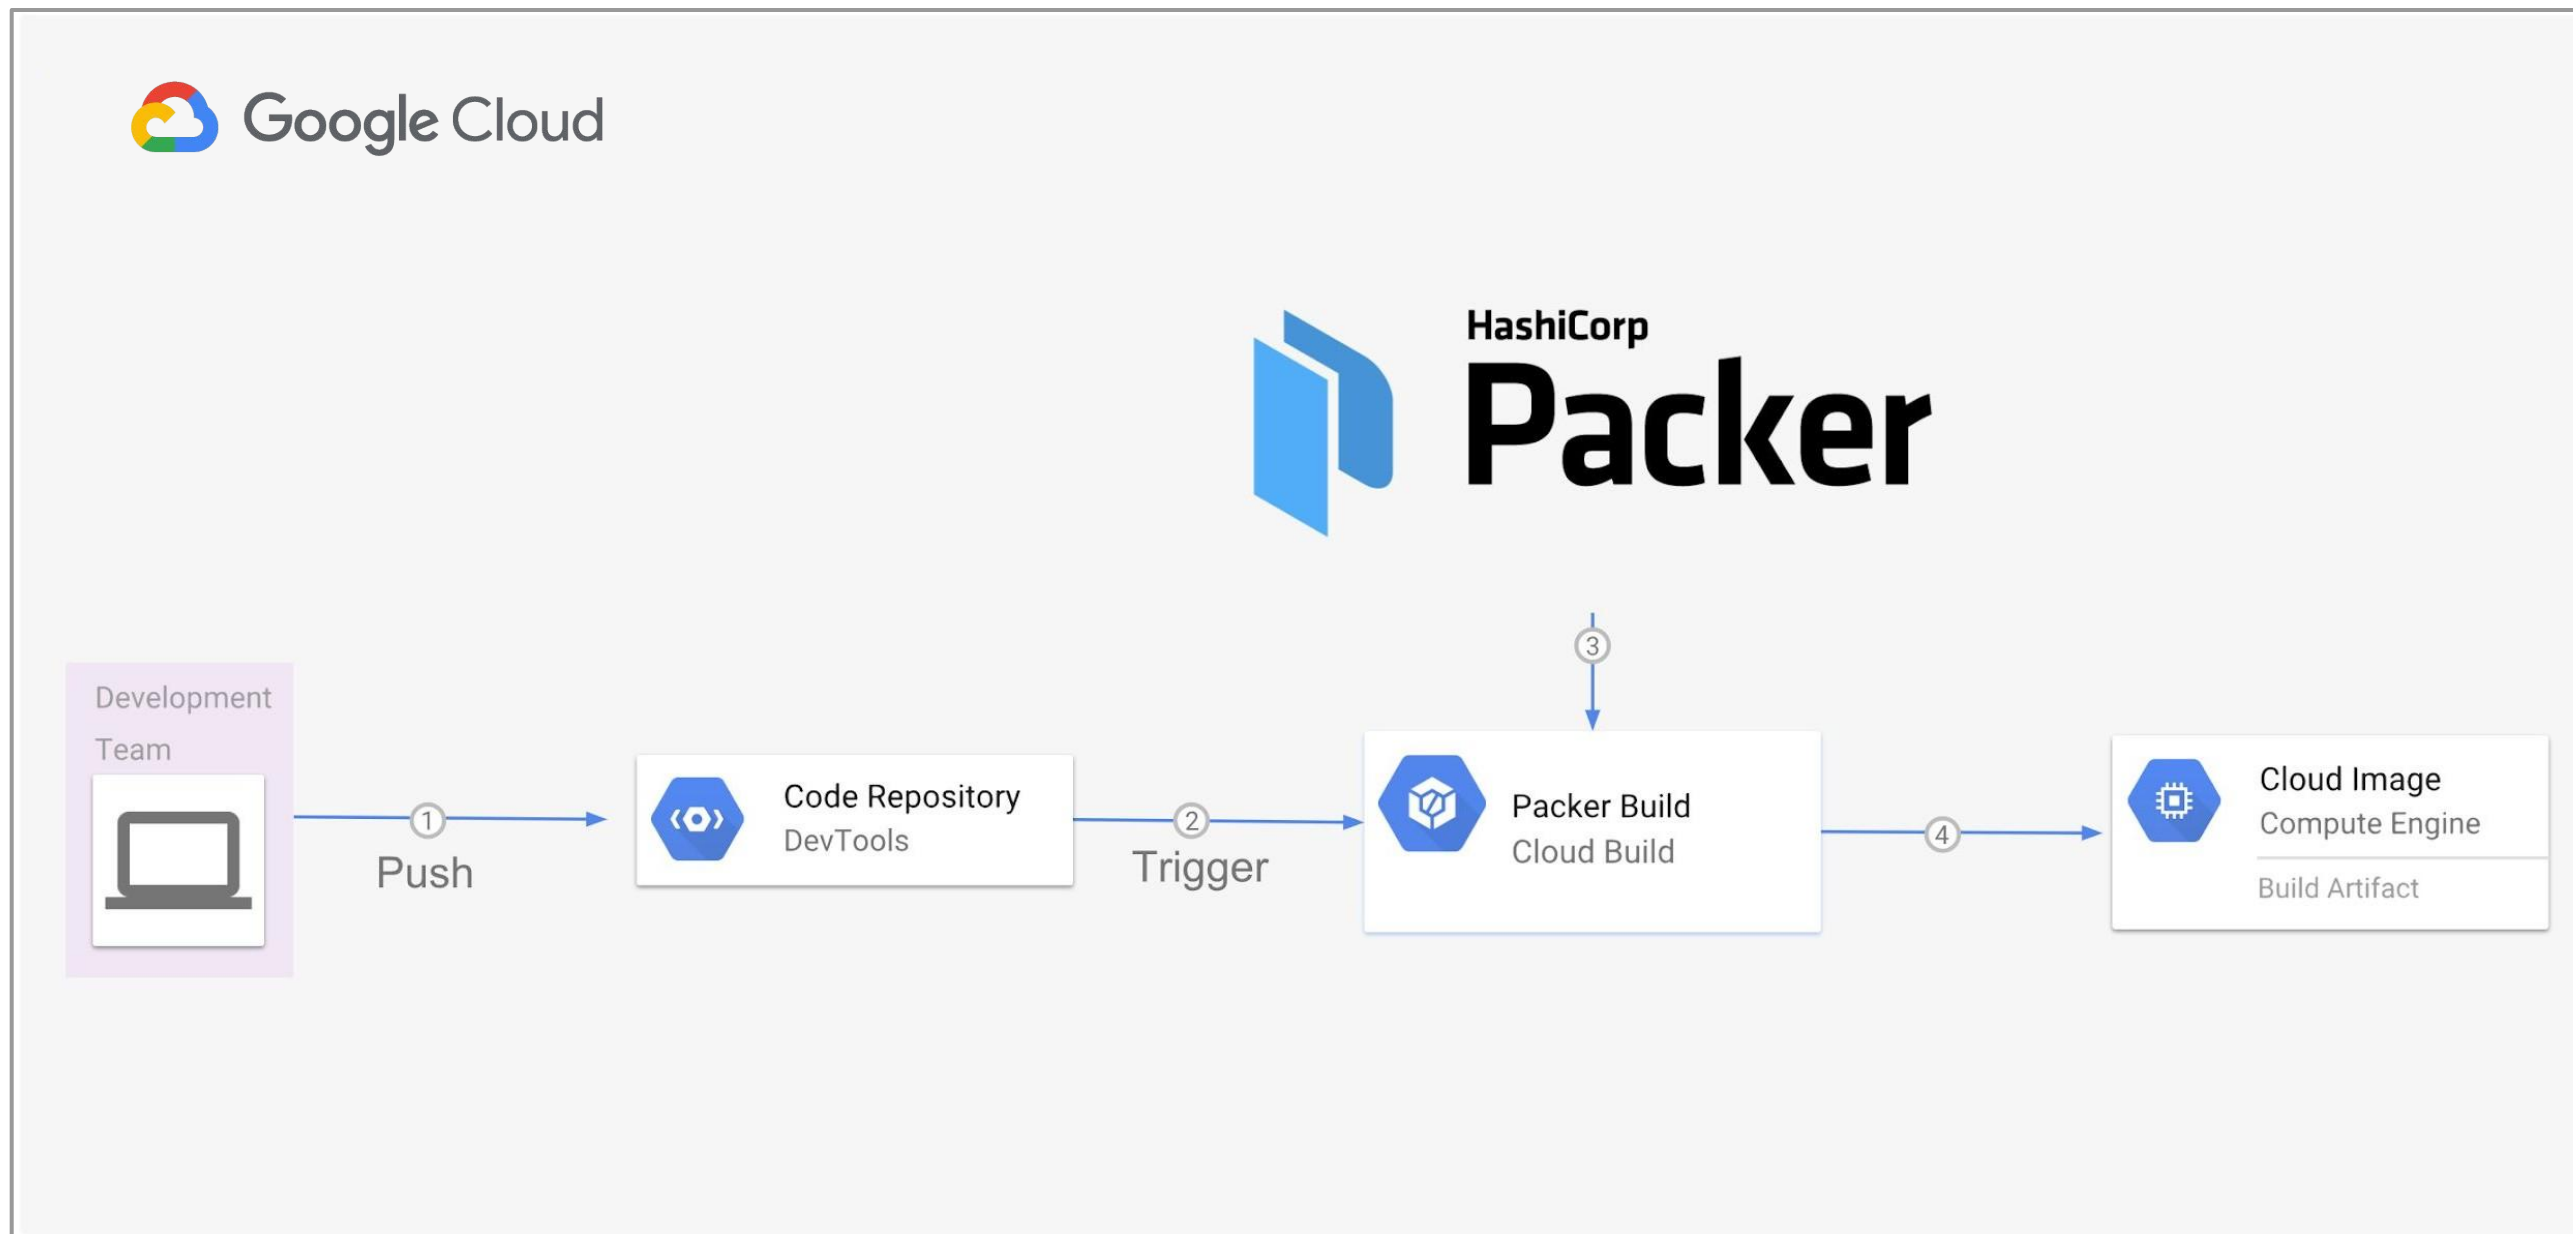 Google Cloud
HashiCorp
Packer
3
Development
Team
1
Push
Code Repository
DevTools
2
Trigger
Packer Build
Cloud Build
4
Cloud Image
Compute Engine
Build Artifact